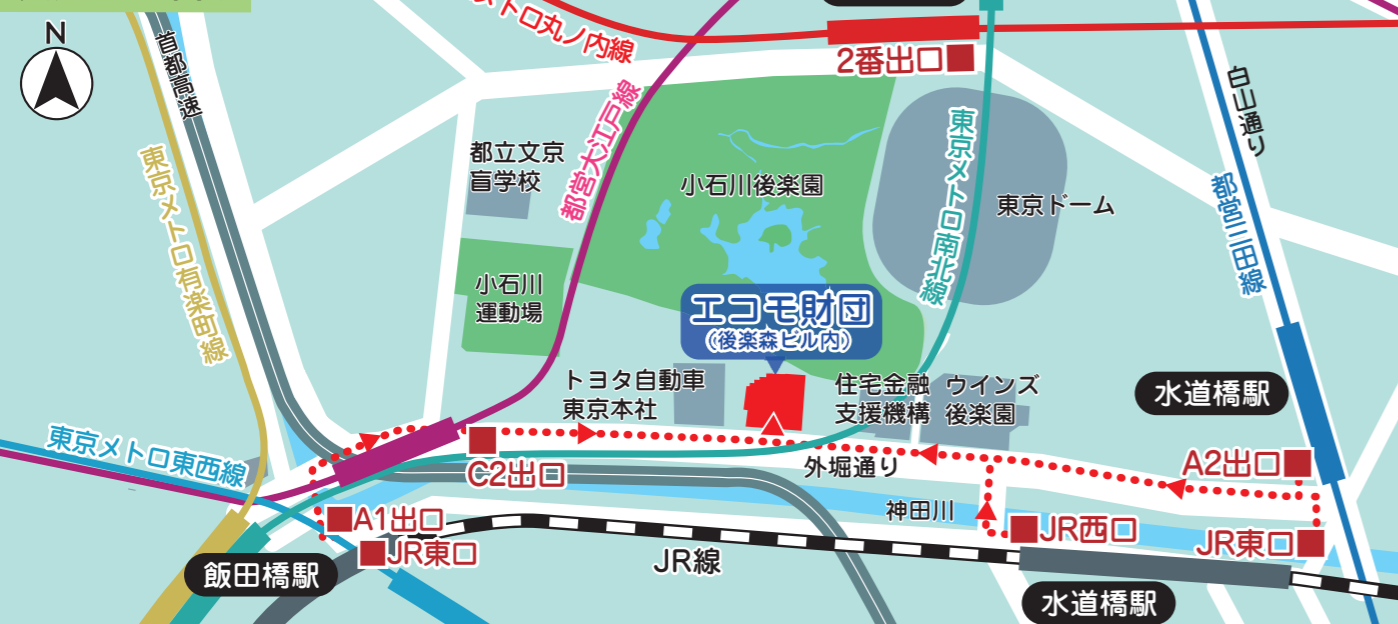 N
首都高速
メトロ丸ノ内線
2番出口
白山通り
都営三田線
東京メトロ有楽町線
都立文京
盲学校
都営大江戸線
小石川後楽園
東京メトロ南北線
東京ドーム
小石川
運動場
エコモ財団
(後楽森ビル内)
トヨタ自動車
東京本社
住宅金融
支援機構
ウインズ
後楽園
水道橋駅
東京メトロ東西線
C2出口
外堀通り
A2出口
A1出口
神田川
JR西口
JR東口
JR東口
JR線
飯田橋駅
水道橋駅